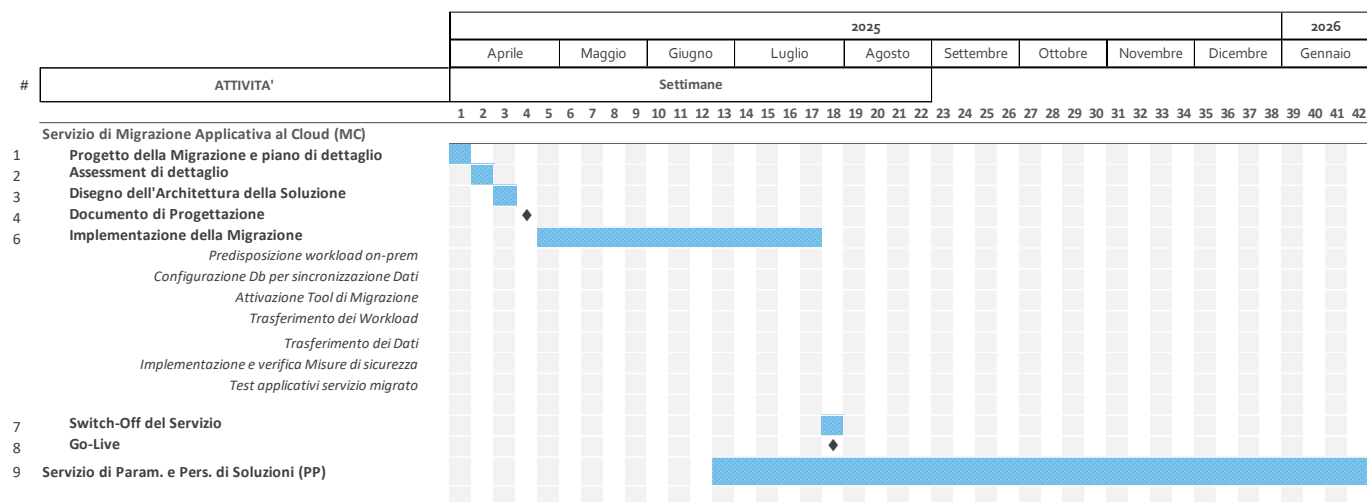 2025 2026
Aprile Maggio Giugno Luglio Agosto Settembre Ottobre Novembre Dicembre Gennaio
# ATTIVITA' Settimane
1 2 3 4 5 6 7 8 9 10 11 12 13 14 15 16 17 18 19 20 21 22 23 24 25 26 27 28 29 30 31 32 33 34 35 36 37 38 39 40 41 42
Servizio di Migrazione Applicativa al Cloud (MC)
1 Progetto della Migrazione e piano di dettaglio
2 Assessment di dettaglio
3 Disegno dell'Architettura della Soluzione
4 Documento di Progettazione
6 Implementazione della Migrazione
Predisposizione workload on-prem
Configurazione Db per sincronizzazione Dati
Attivazione Tool di Migrazione
Trasferimento dei Workload
Trasferimento dei Dati
Implementazione e verifica Misure di sicurezza
Test applicativi servizio migrato
7 Switch-Off del Servizio
8 Go-Live
9 Servizio di Param. e Pers. di Soluzioni (PP)